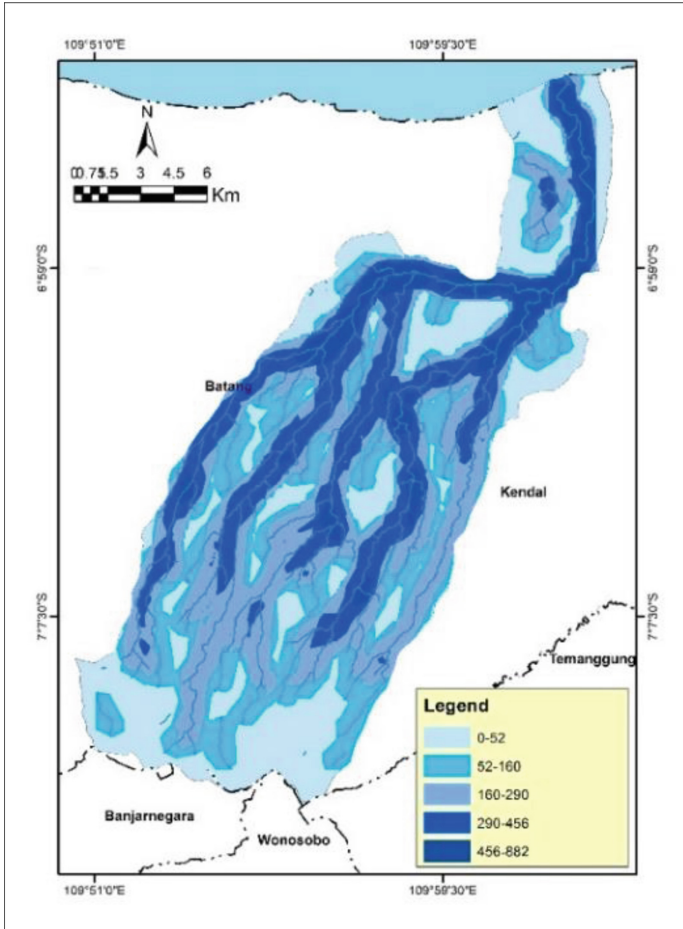 109°51'0"E 109°59'30"E
N
0 0.75 1.5 3 4.5 6
Km
6°59'0"S 6°59'0"S
Batang
Kendal
7°7'30"S 7°7'30"S
Temanggung
Legend
0-52
52-160
160-290
290-456
456-882
Banjarnegara
Wonosobo
109°51'0"E 109°59'30"E